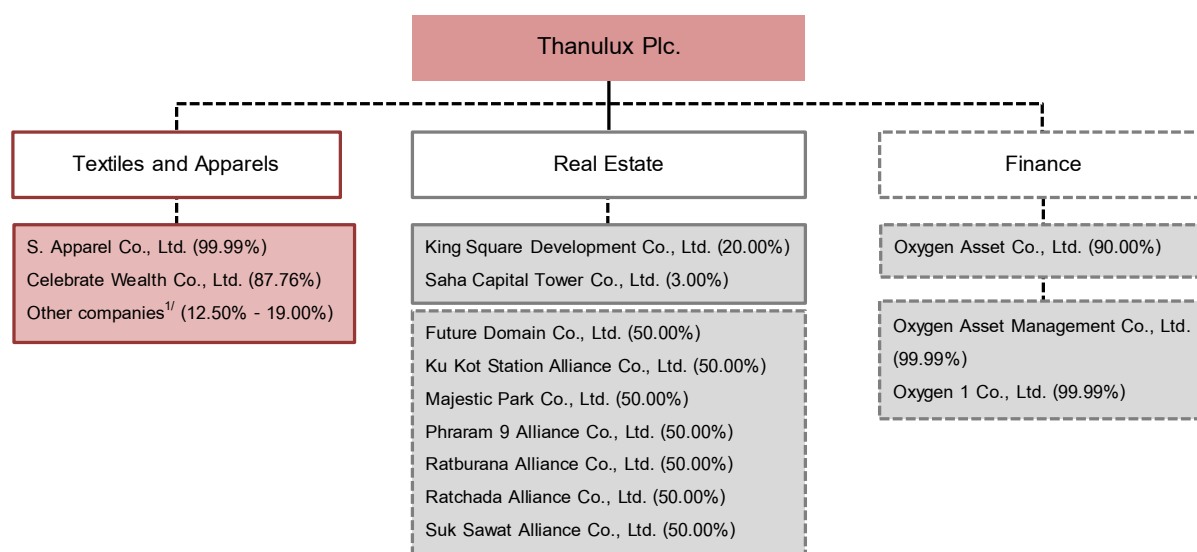 Thanulux Plc.
Textiles and Apparels
S. Apparel Co., Ltd. (99.99%)
Celebrate Wealth Co., Ltd. (87.76%)
Other companies1/ (12.50% - 19.00%)
Real Estate
King Square Development Co., Ltd. (20.00%)
Saha Capital Tower Co., Ltd. (3.00%)
Future Domain Co., Ltd. (50.00%)
Ku Kot Station Alliance Co., Ltd. (50.00%)
Majestic Park Co., Ltd. (50.00%)
Phraram 9 Alliance Co., Ltd. (50.00%)
Ratburana Alliance Co., Ltd. (50.00%)
Ratchada Alliance Co., Ltd. (50.00%)
Suk Sawat Alliance Co., Ltd. (50.00%)
Finance
Oxygen Asset Co., Ltd. (90.00%)
Oxygen Asset Management Co., Ltd.
(99.99%)
Oxygen 1 Co., Ltd. (99.99%)